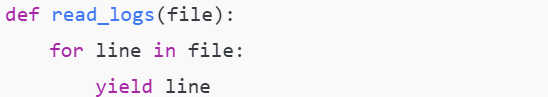 def read_logs(file):
    for line in file:
        yield line